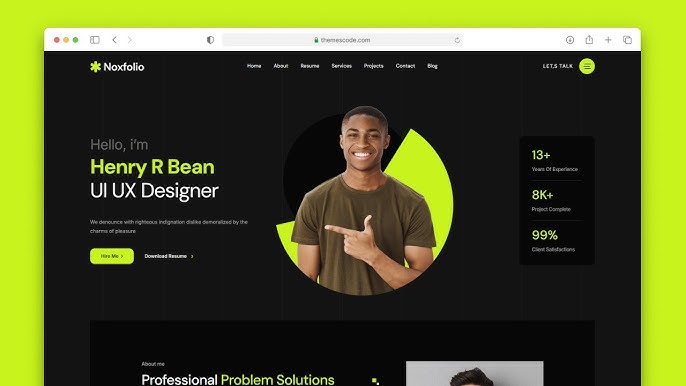 themescode.com
Noxfolio
Home About Resume Services Projects Contact Blog
LET,S TALK
Hello, i'm
Henry R Bean
UI UX Designer
We denounce with righteous indignation dislike demoralized by the
charms of pleasure
Hire Me
Download Resume
13+
Years Of Experience
8K+
Project Complete
99%
Client Satisfactions
About me
Professional Problem Solutions